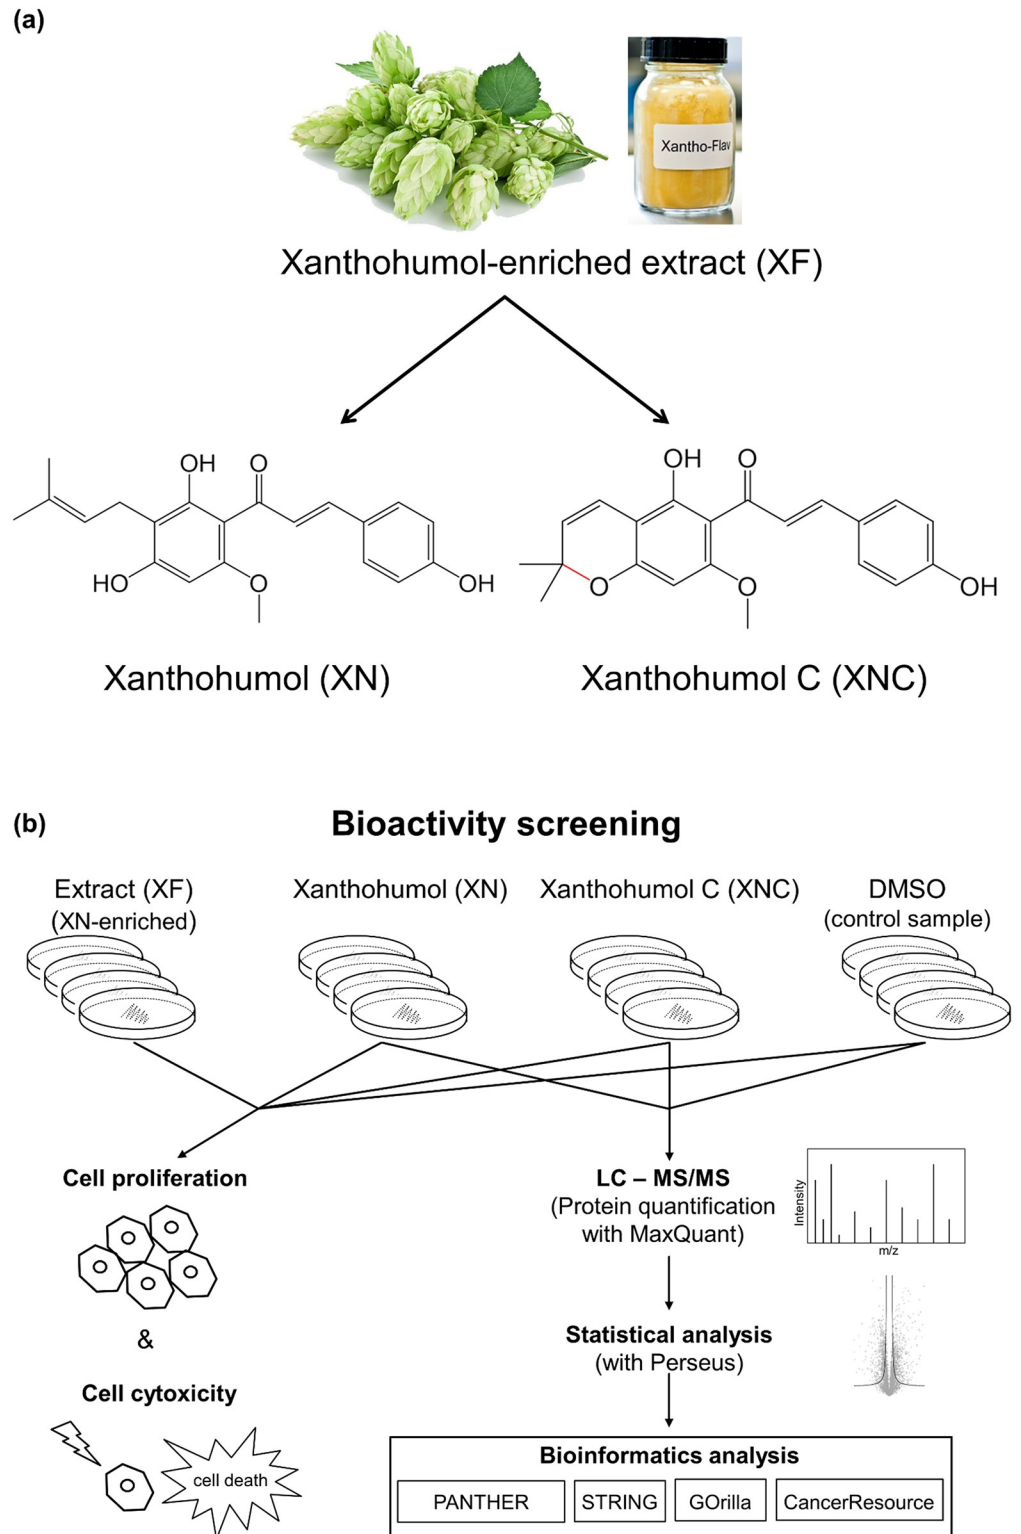 (a)
Xantho-Flav
Xanthohumol-enriched extract (XF)
OH
O
HO
O
OH
OH
O
O
O
OH
Xanthohumol (XN)
Xanthohumol C (XNC)
(b)
Bioactivity screening
Extract (XF)
(XN-enriched)
Xanthohumol (XN)
Xanthohumol C (XNC)
DMSO
(control sample)
Cell proliferation
&
Cell cytoxicity
cell death
LC – MS/MS
(Protein quantification
with MaxQuant)
Intensity
m/z
Statistical analysis
(with Perseus)
Bioinformatics analysis
PANTHER
STRING
GOrilla
CancerResource